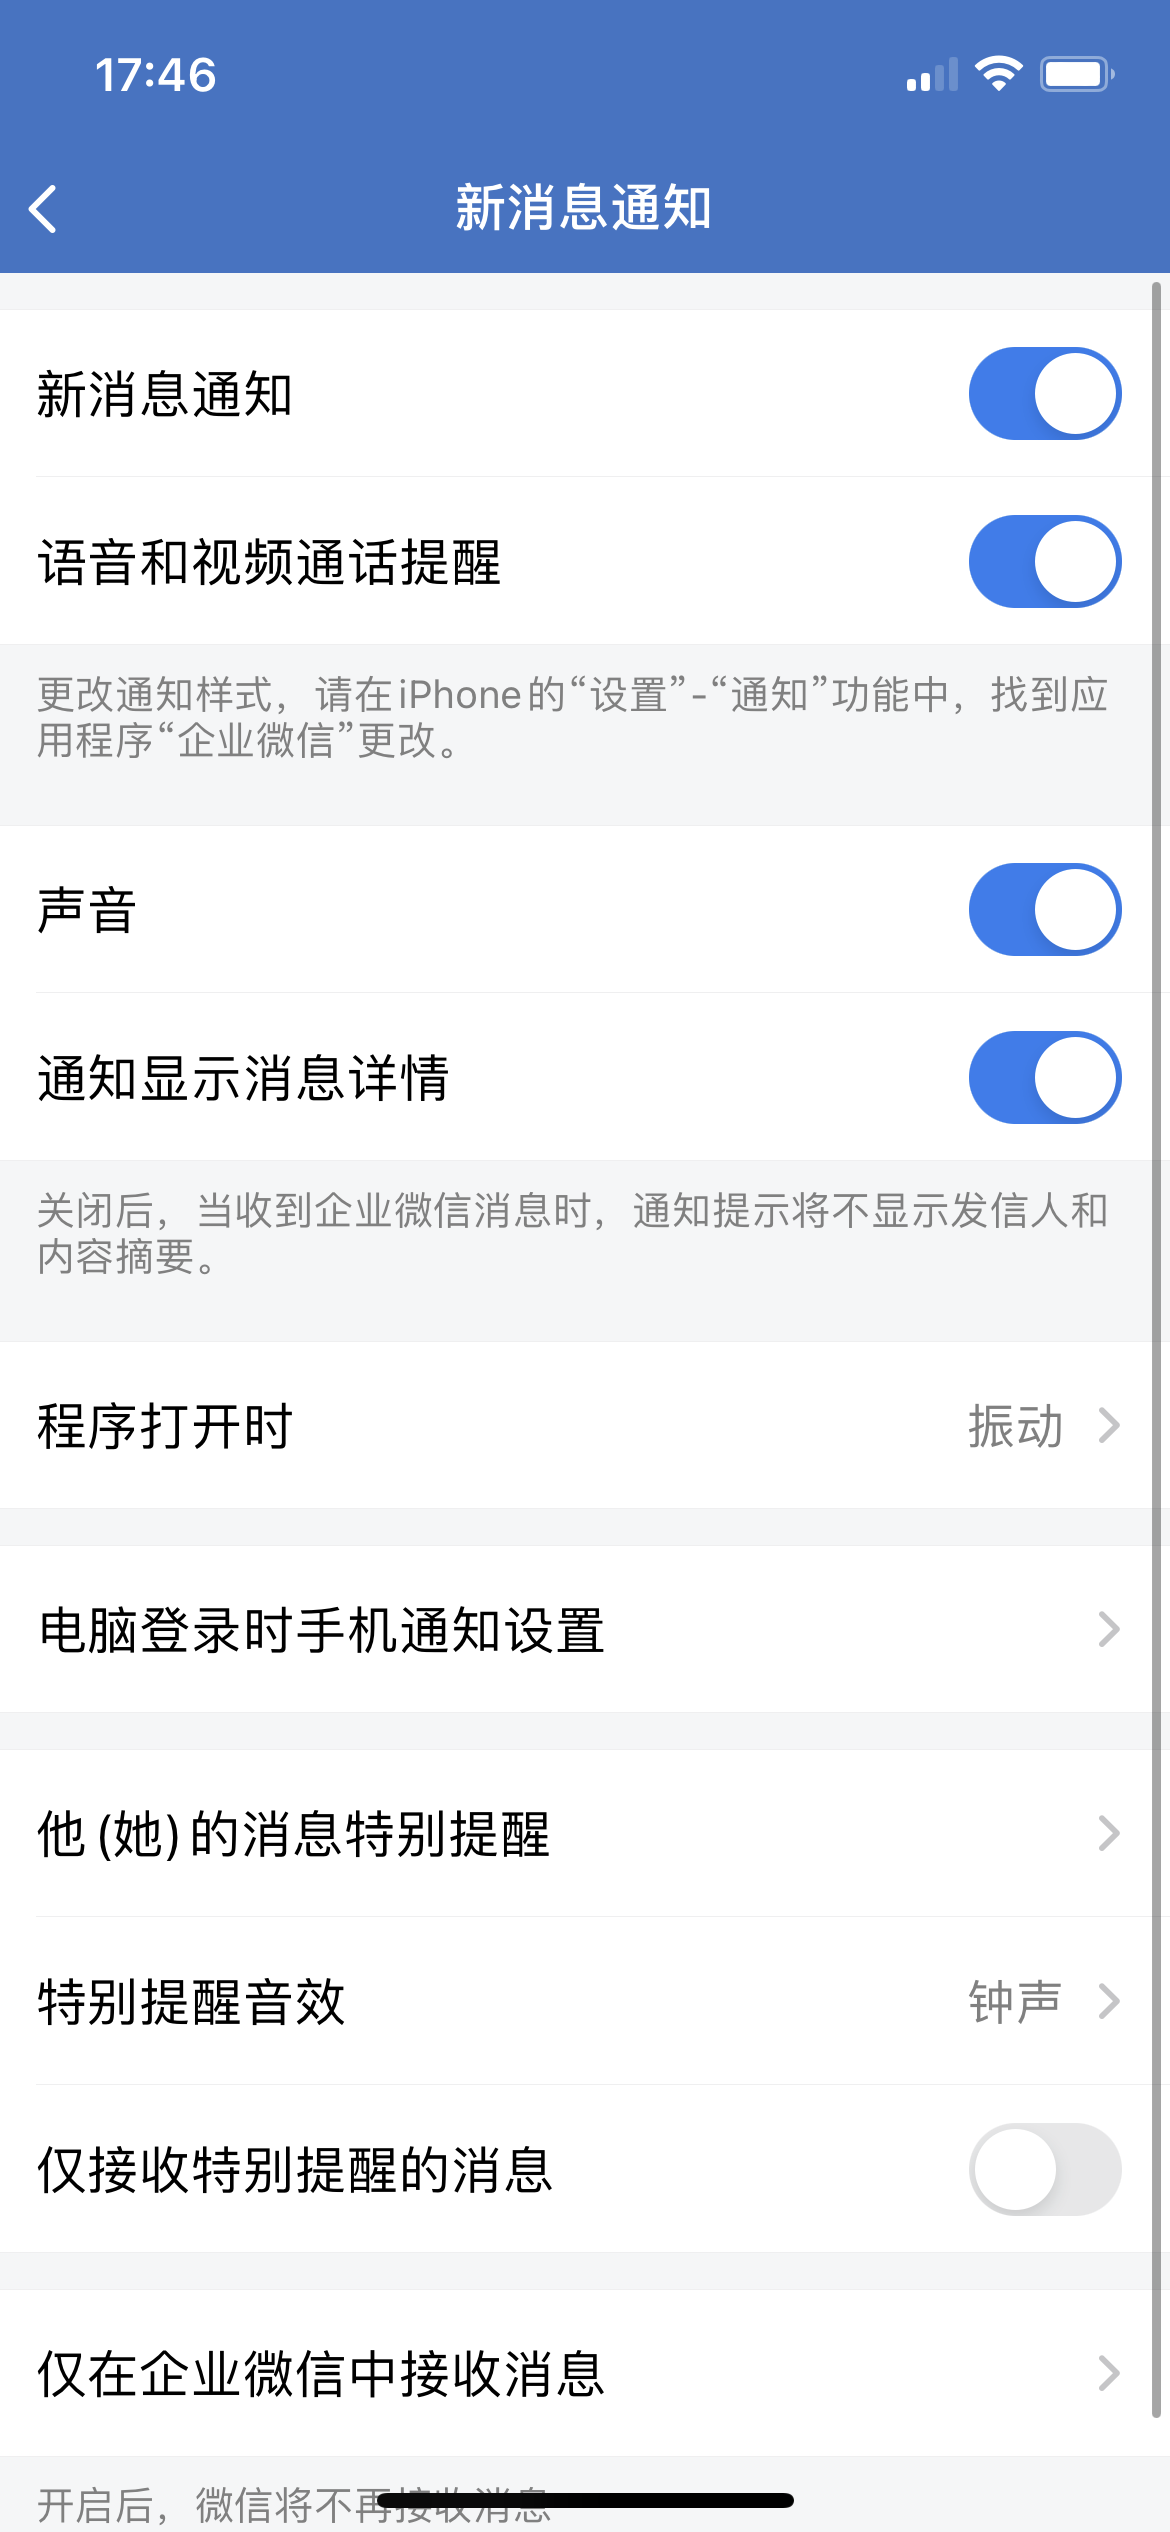 17:46
新消息通知
新消息通知
语音和视频通话提醒
更改通知样式，请在iPhone的“设置”-“通知”功能中，找到应
用程序“企业微信”更改。
声音
通知显示消息详情
关闭后，当收到企业微信消息时，通知提示将不显示发信人和
内容摘要。
程序打开时 振动
电脑登录时手机通知设置
他(她)的消息特别提醒
特别提醒音效 钟声
仅接收特别提醒的消息
仅在企业微信中接收消息
开启后，微信将不再接收消息